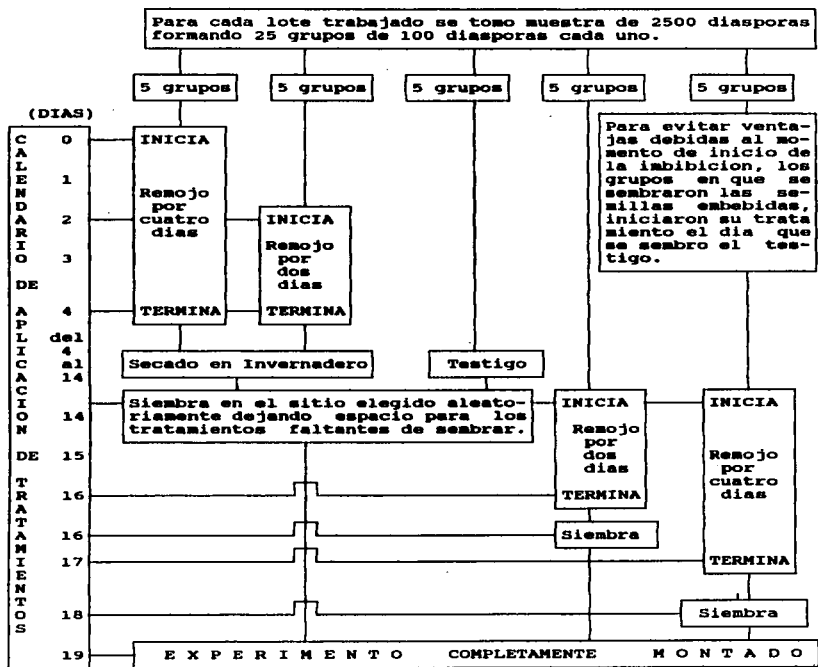 Para cada lote trabajado se tomo muestra de 2500 diasporas
formando 25 grupos de 100 diasporas cada uno.
5 grupos
5 grupos
5 grupos
5 grupos
5 grupos
(DIAS)
CALENDARIO DE APLICACION DE TRATAMIENTOS
0
1
2
3
4
del
4
al
14
14
15
16
16
17
18
19
INICIA
Remojo
por
cuatro
dias
TERMINA
INICIA
Remojo
por
dos
dias
TERMINA
Para evitar venta-
jas debidas al mo-
mento de inicio de
la imbibicion, los
grupos en que se
sembraron las se-
millas embebidas,
iniciaron su trata
miento el dia que
se sembro el tes-
tigo.
Secado en Invernadero
Testigo
Siembra en el sitio elegido aleato-
riamente dejando espacio para los
tratamientos faltantes de sembrar.
INICIA
Remojo
por
dos
dias
TERMINA
Siembra
INICIA
Remojo
por
cuatro
dias
TERMINA
Siembra
EXPERIMENTO COMPLETAMENTE MONTADO